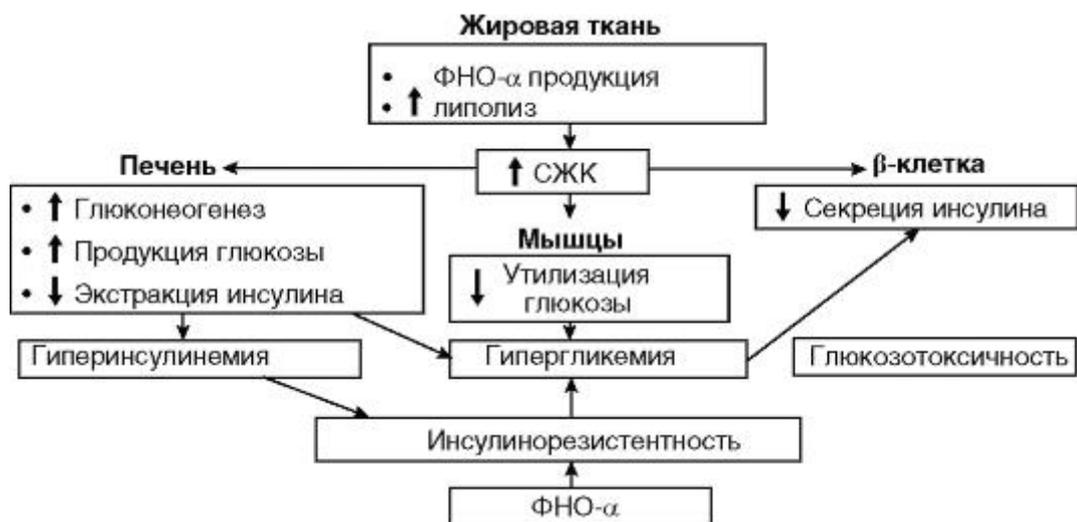 Жировая ткань
• ФНО-α продукция
• ↑ липолиз
Печень
↑ СЖК
β-клетка
• ↑ Глюконеогенез
• ↑ Продукция глюкозы
• ↓ Экстракция инсулина
Мышцы
↓ Утилизация
глюкозы
↓ Секреция инсулина
Гиперинсулинемия
Гипергликемия
Глюкозотоксичность
Инсулинорезистентность
ФНО-α